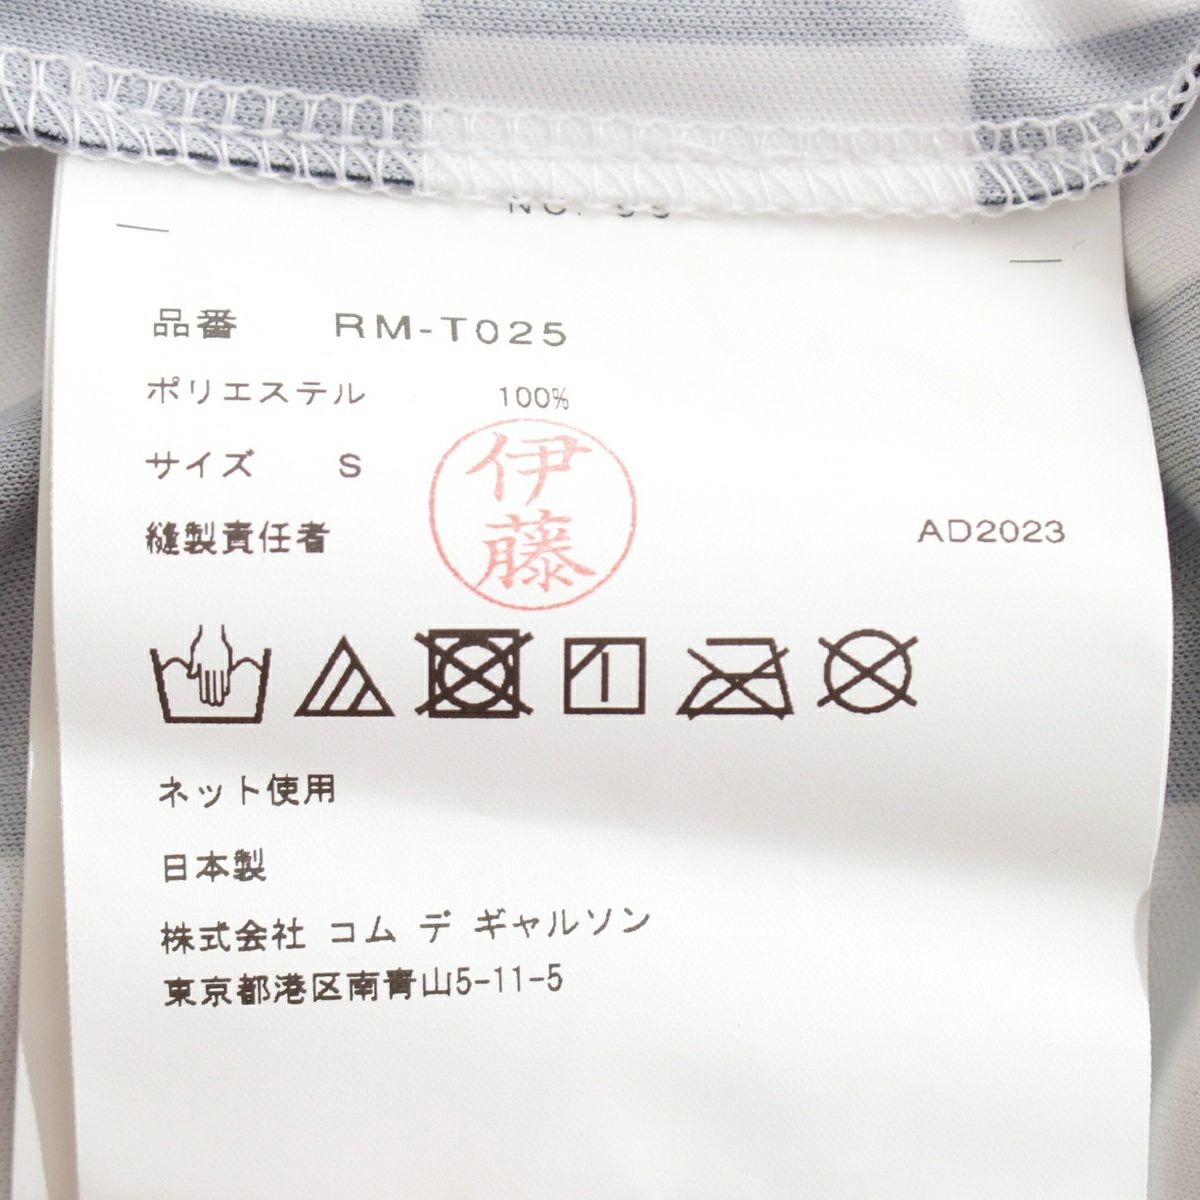 品番 RM-T025
ポリエステル 100%
サイズ S
伊藤
縫製責任者
AD2023
ネット使用
日本製
株式会社 コム デ ギャルソン
東京都港区南青山5-11-5